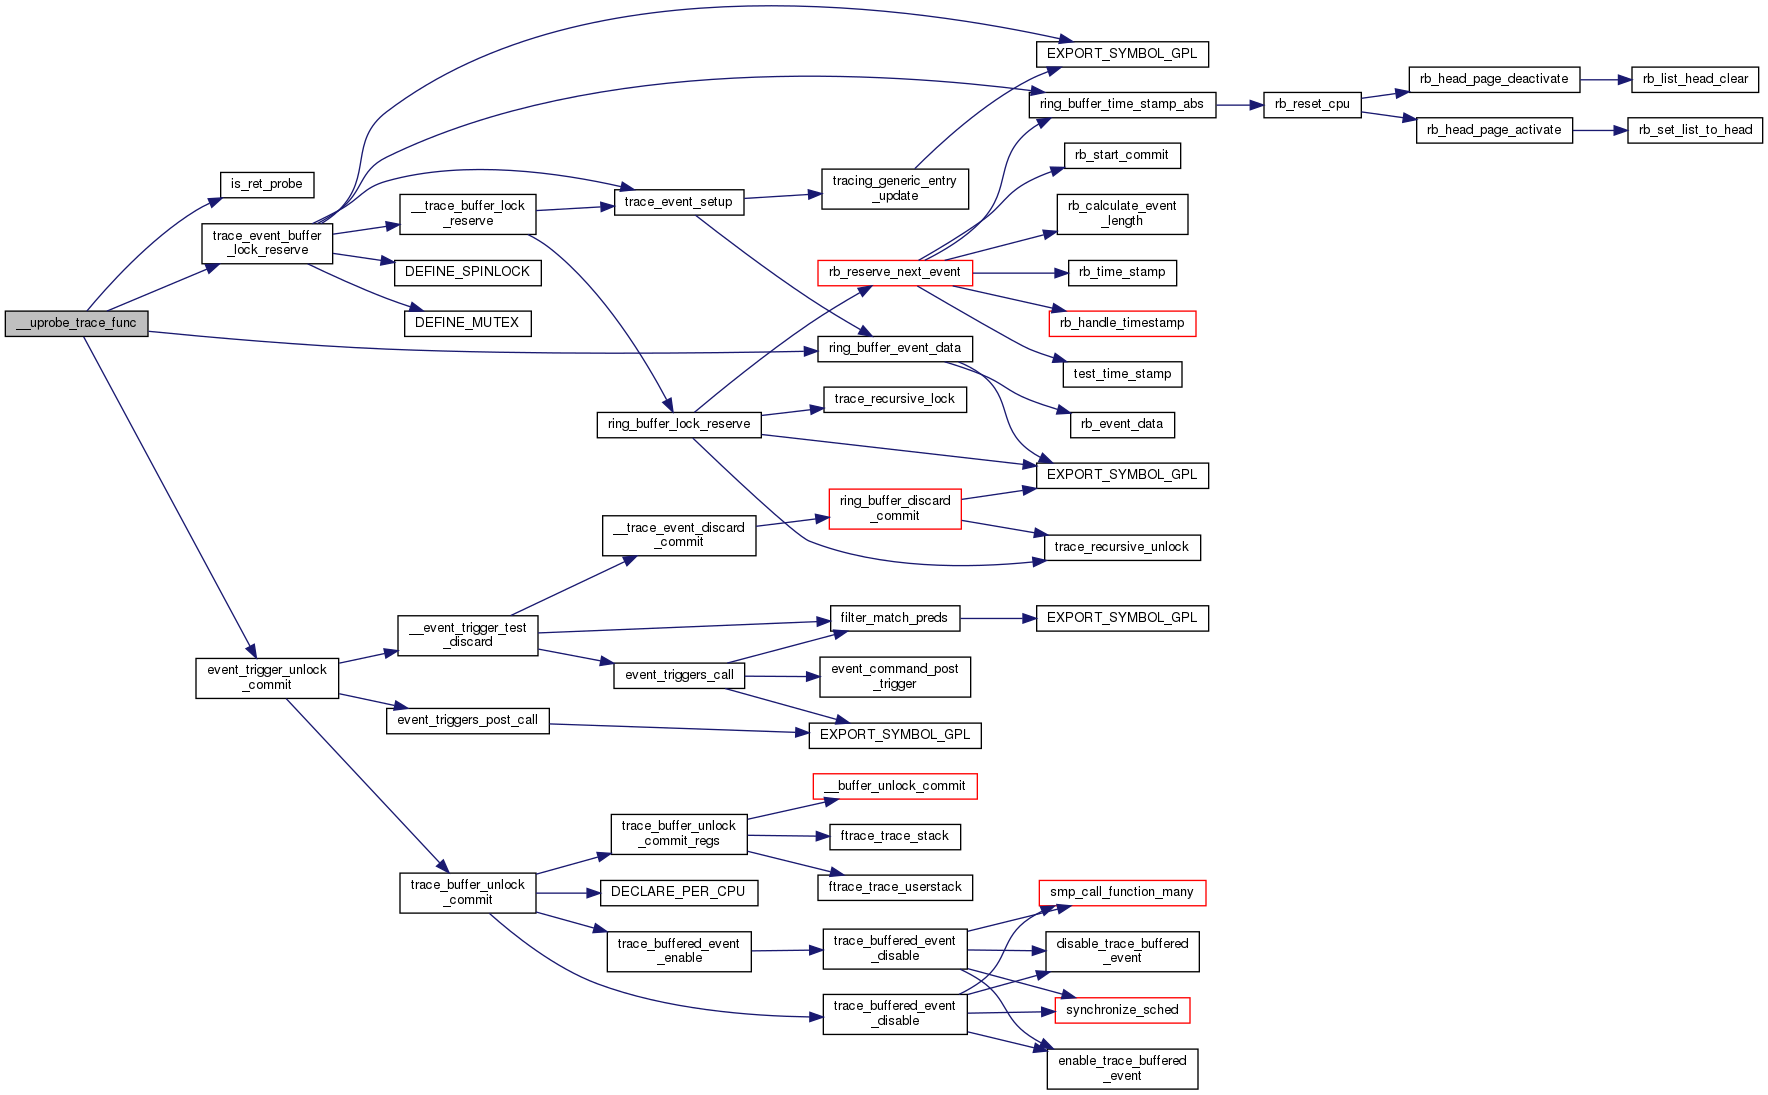 __uprobe_trace_func
is_ret_probe
trace_event_buffer
_lock_reserve
event_trigger_unlock
_commit
__trace_buffer_lock
_reserve
DEFINE_SPINLOCK
DEFINE_MUTEX
__event_trigger_test
_discard
event_triggers_post_call
trace_buffer_unlock
_commit
trace_event_setup
ring_buffer_lock_reserve
__trace_event_discard
_commit
event_triggers_call
trace_buffer_unlock
_commit_regs
DECLARE_PER_CPU
trace_buffered_event
_enable
tracing_generic_entry
_update
rb_reserve_next_event
ring_buffer_event_data
trace_recursive_lock
ring_buffer_discard
_commit
filter_match_preds
event_command_post
_trigger
EXPORT_SYMBOL_GPL
__buffer_unlock_commit
ftrace_trace_stack
ftrace_trace_userstack
trace_buffered_event
_disable
trace_buffered_event
_disable
EXPORT_SYMBOL_GPL
ring_buffer_time_stamp_abs
rb_start_commit
rb_calculate_event
_length
rb_time_stamp
rb_handle_timestamp
test_time_stamp
rb_event_data
EXPORT_SYMBOL_GPL
trace_recursive_unlock
EXPORT_SYMBOL_GPL
smp_call_function_many
disable_trace_buffered
_event
synchronize_sched
enable_trace_buffered
_event
rb_reset_cpu
rb_head_page_deactivate
rb_head_page_activate
rb_list_head_clear
rb_set_list_to_head